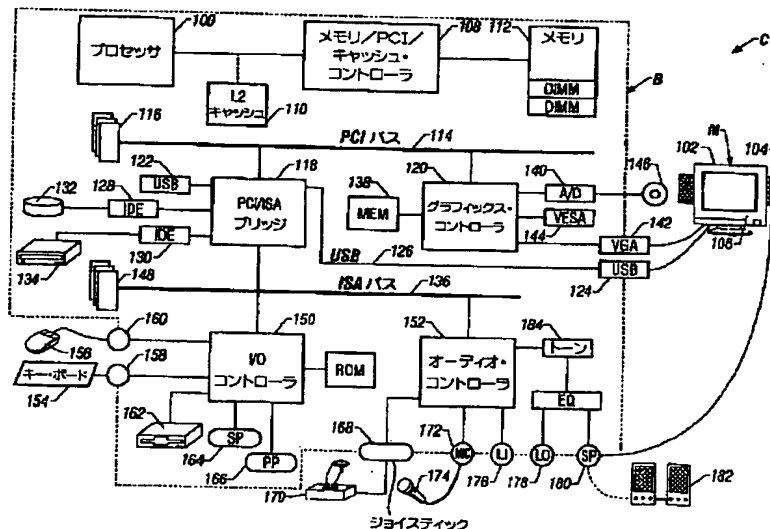 100
プロセッサ
メモリ/PCI/
キャッシュ・
コントローラ
108
112
メモリ
DIMM
DIMM
C
B
L2
キャッシュ
110
116
PCI バス
114
102
M
104
106
118
PCI/ISA
ブリッジ
122
USB
132
128
IDE
134
IDE
130
120
グラフィックス・
コントローラ
138
MEM
140
A/D
146
VESA
144
142
VGA
USB
126
USB
124
148
ISA バス
136
160
156
158
キー・ボード
154
150
I/O
コントローラ
ROM
162
SP
164
PP
166
152
オーディオ・
コントローラ
184
トーン
EQ
168
170
172
MIC
174
LI
176
LO
178
SP
180
182
ジョイスティック